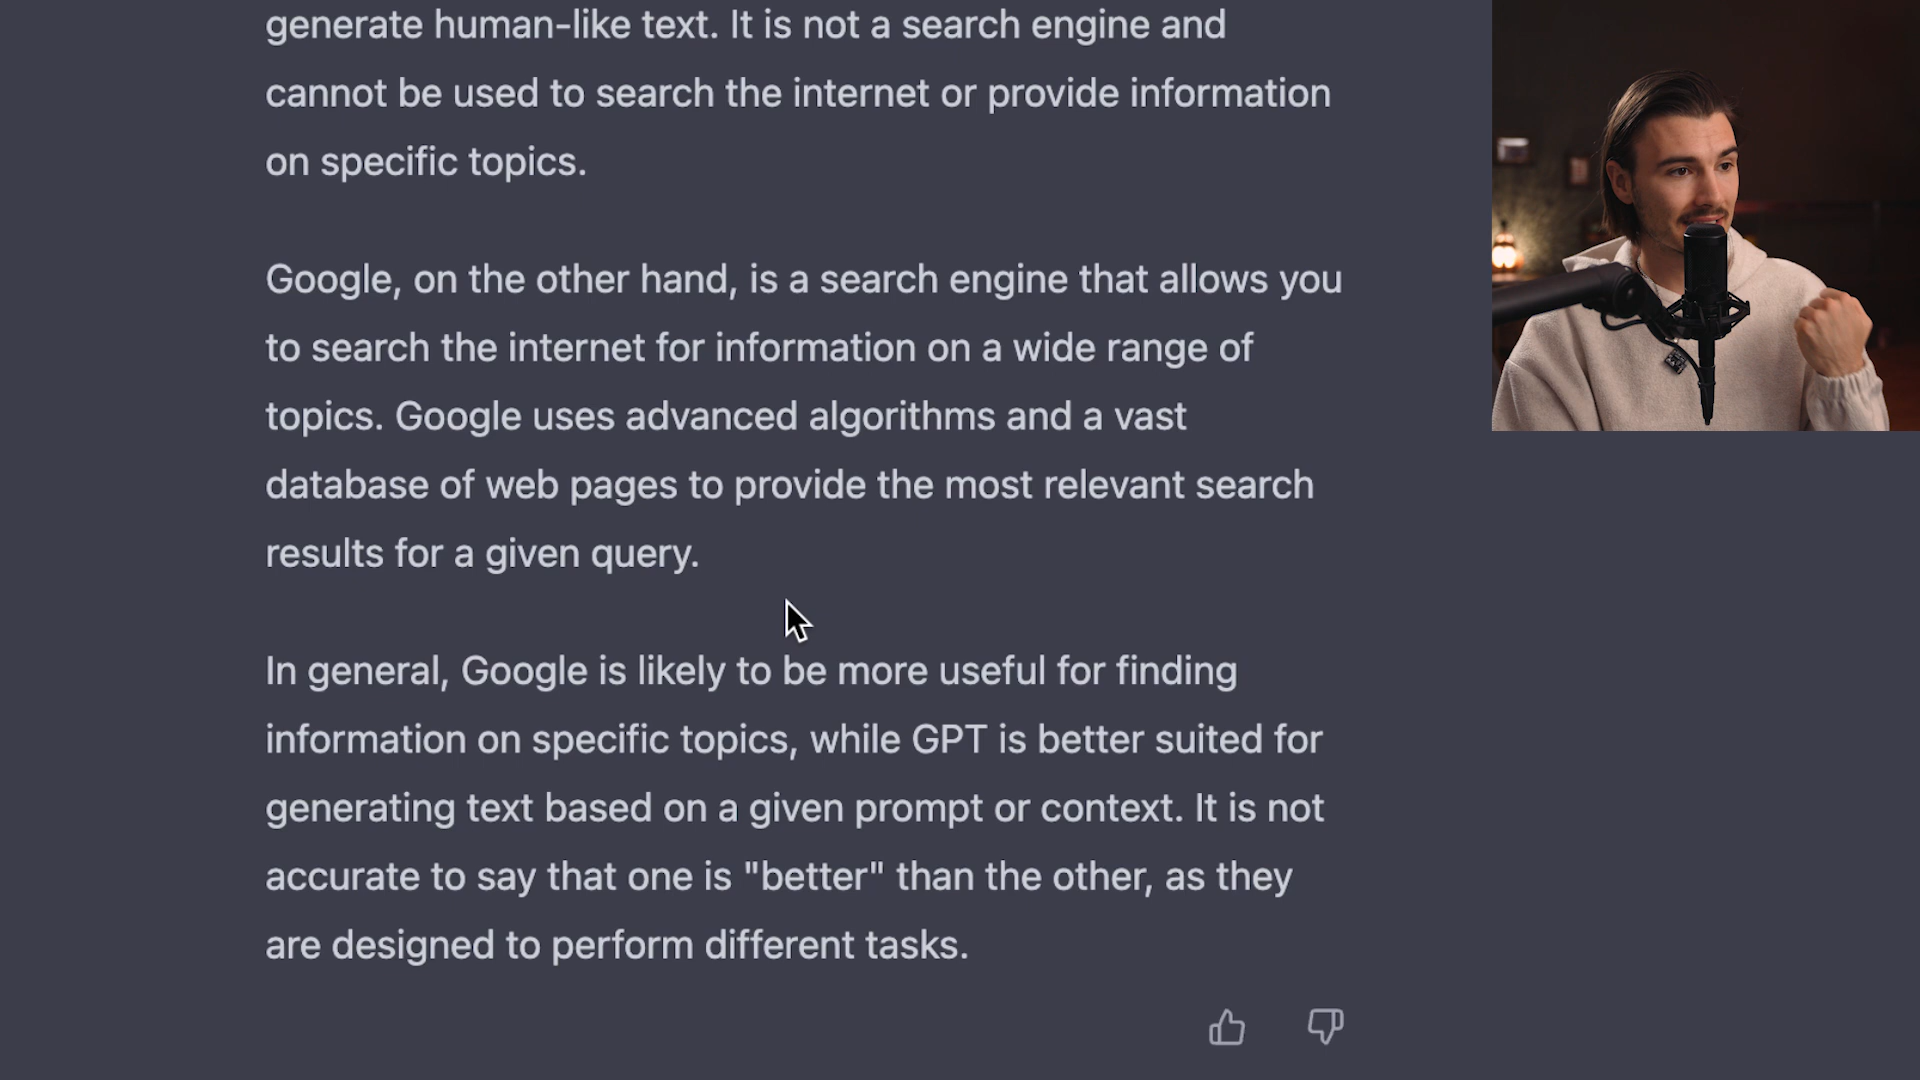 generate human-like text. It is not a search engine and
cannot be used to search the internet or provide information
on specific topics.
Google, on the other hand, is a search engine that allows you
to search the internet for information on a wide range of
topics. Google uses advanced algorithms and a vast
database of web pages to provide the most relevant search
results for a given query.
In general, Google is likely to be more useful for finding
information on specific topics, while GPT is better suited for
generating text based on a given prompt or context. It is not
accurate to say that one is "better" than the other, as they
are designed to perform different tasks.